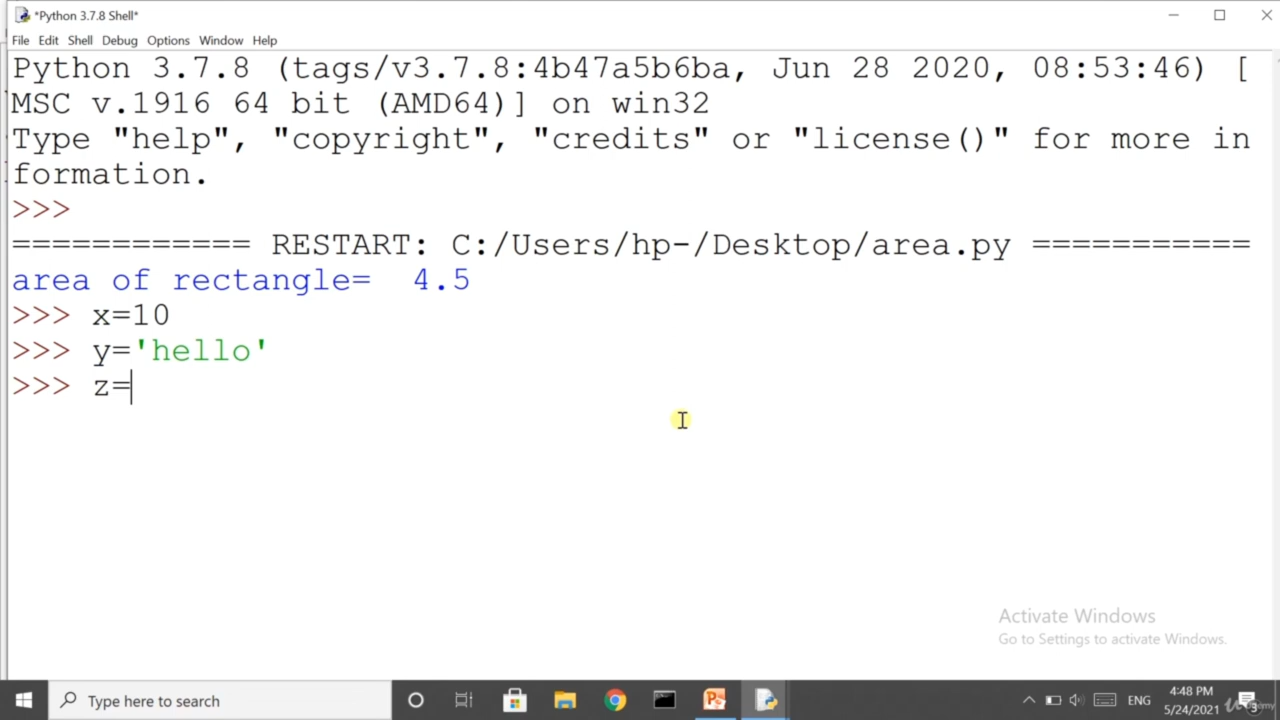 *Python 3.7.8 Shell*
File Edit Shell Debug Options Window Help
Python 3.7.8 (tags/v3.7.8:4b47a5b6ba, Jun 28 2020, 08:53:46) [
MSC v.1916 64 bit (AMD64)] on win32
Type "help", "copyright", "credits" or "license()" for more in
formation.
>>>
============ RESTART: C:/Users/hp-/Desktop/area.py ===========
area of rectangle=  4.5
>>> x=10
>>> y='hello'
>>> z=
Activate Windows
Go to Settings to activate Windows.
Type here to search
ENG
4:48 PM
5/24/2021
3
Udemy